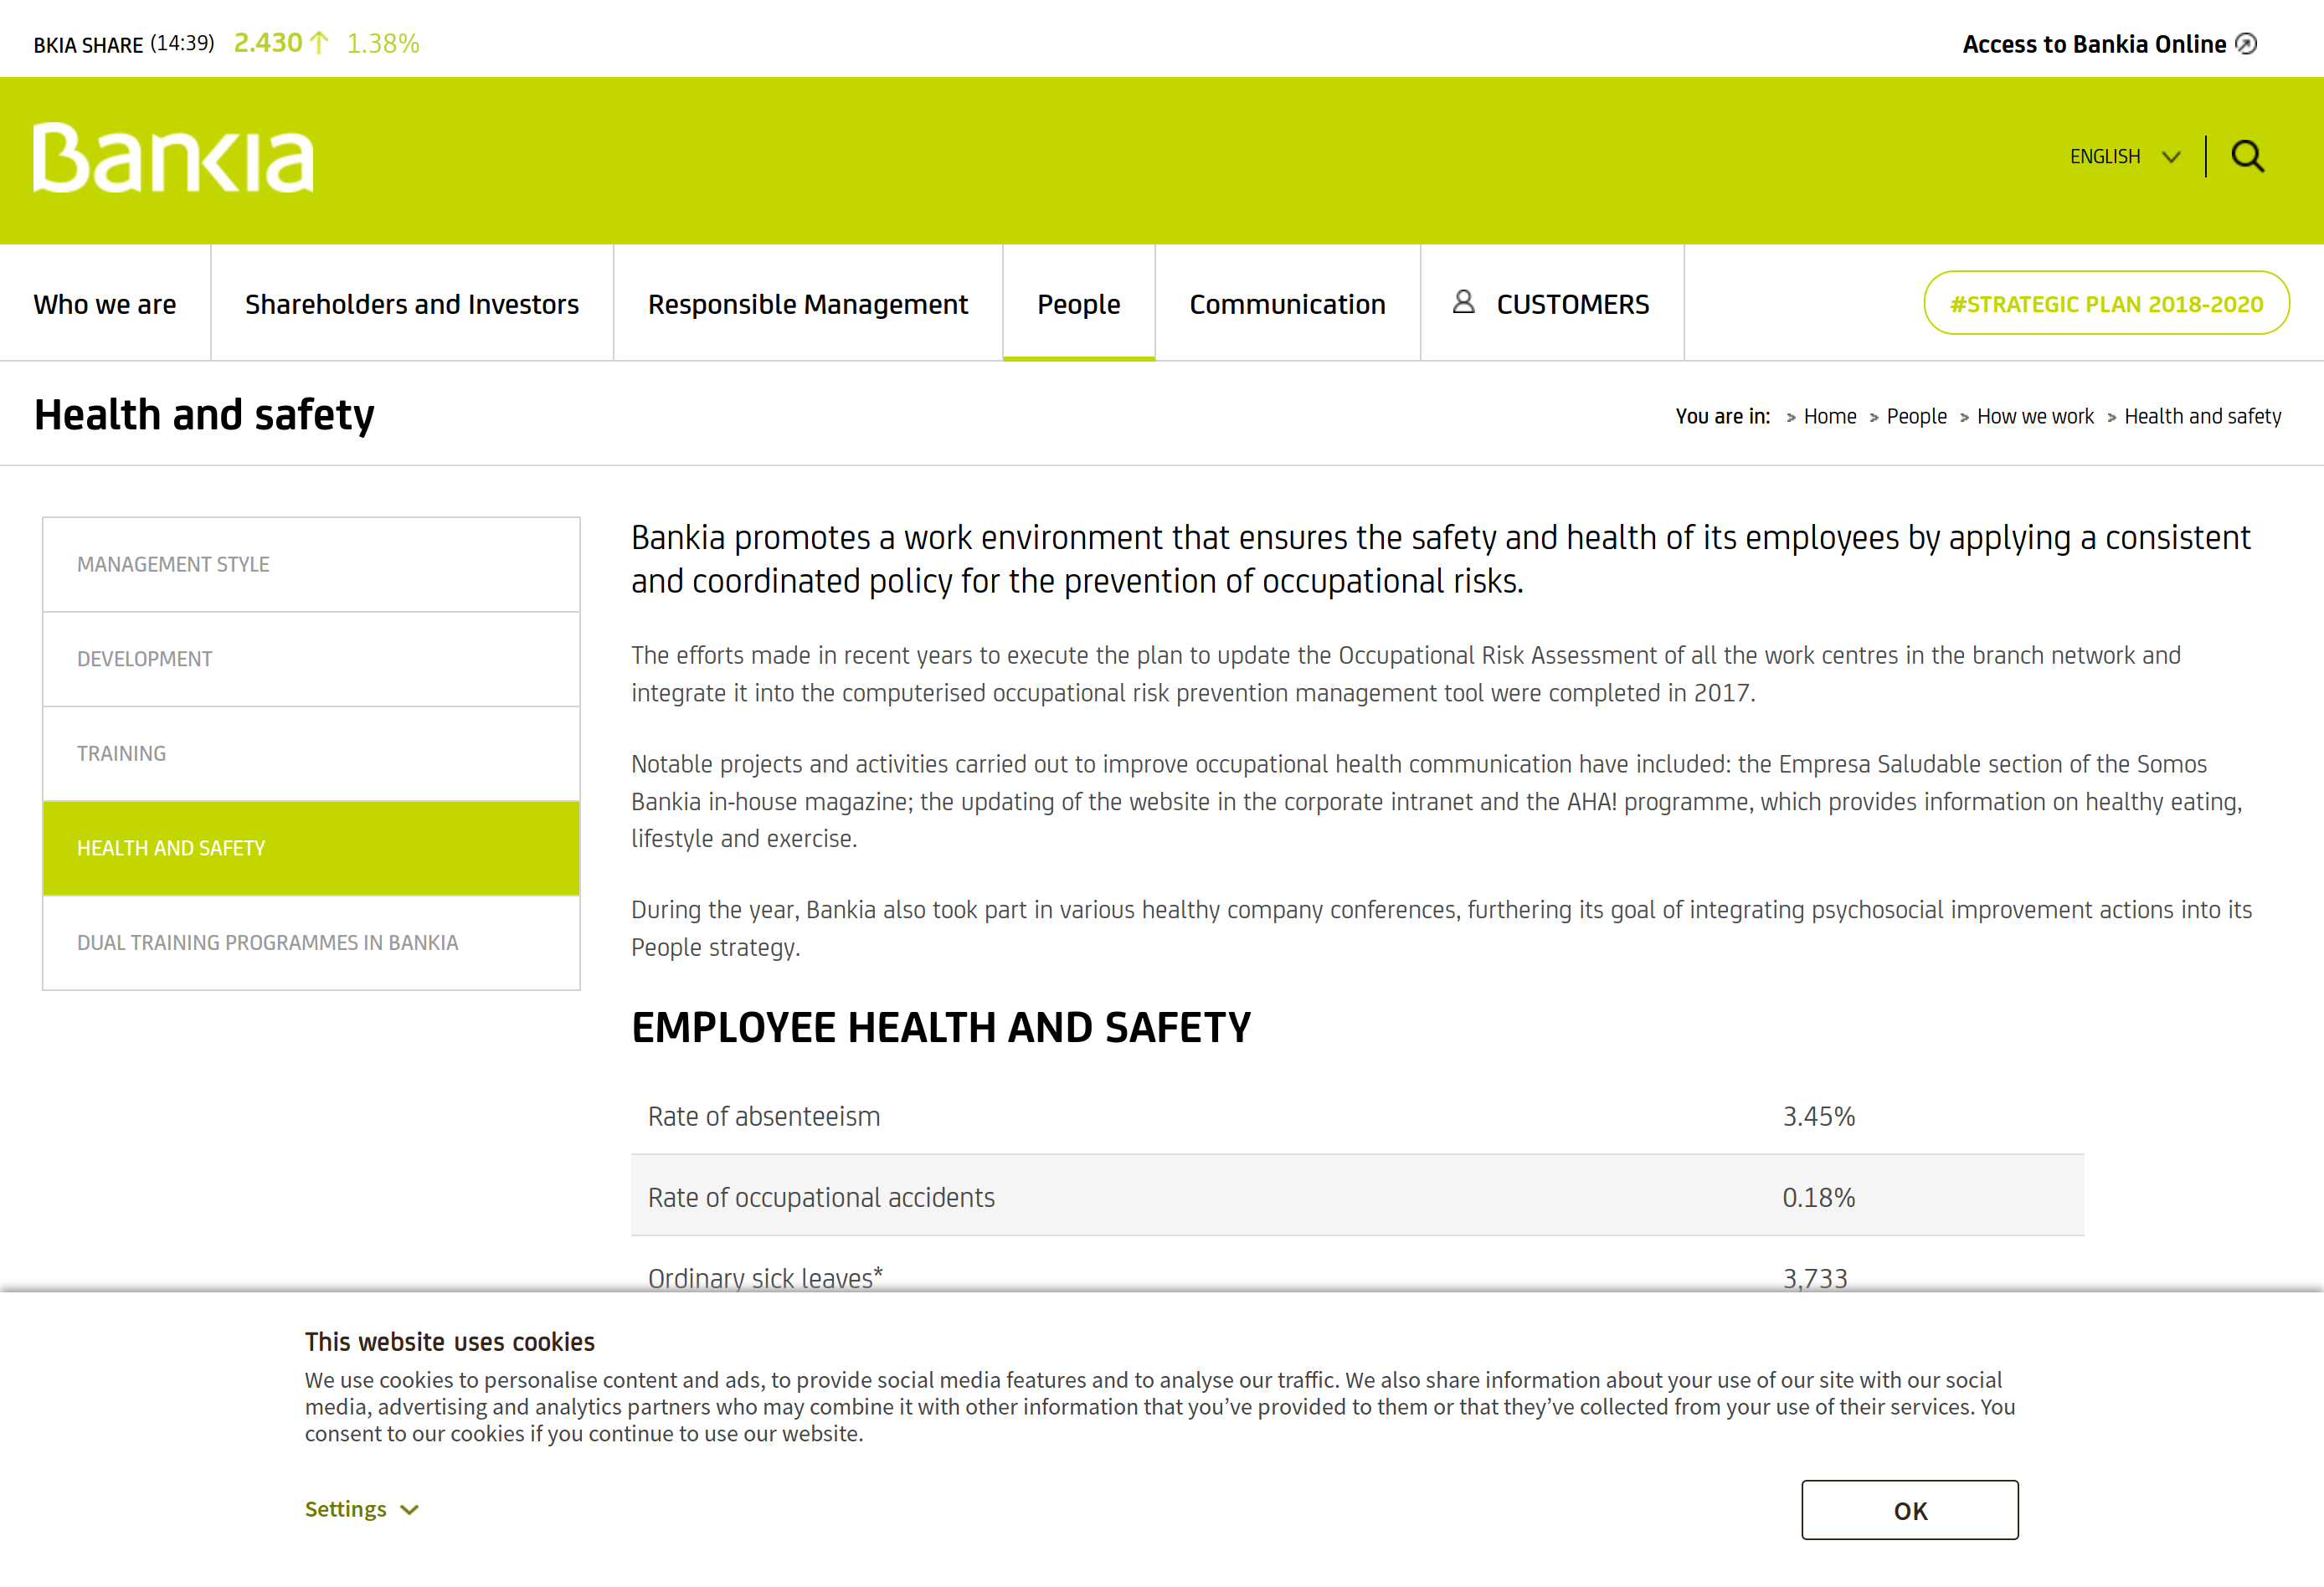 BKIA SHARE (14:39) 2.430 1.38%
Access to Bankia Online
Bankia
ENGLISH
Who we are
Shareholders and Investors
Responsible Management
People
Communication
CUSTOMERS
#STRATEGIC PLAN 2018-2020
Health and safety
You are in: > Home > People > How we work > Health and safety
MANAGEMENT STYLE
DEVELOPMENT
TRAINING
HEALTH AND SAFETY
DUAL TRAINING PROGRAMMES IN BANKIA
Bankia promotes a work environment that ensures the safety and health of its employees by applying a consistent
and coordinated policy for the prevention of occupational risks.
The efforts made in recent years to execute the plan to update the Occupational Risk Assessment of all the work centres in the branch network and
integrate it into the computerised occupational risk prevention management tool were completed in 2017.
Notable projects and activities carried out to improve occupational health communication have included: the Empresa Saludable section of the Somos
Bankia in-house magazine; the updating of the website in the corporate intranet and the AHA! programme, which provides information on healthy eating,
lifestyle and exercise.
During the year, Bankia also took part in various healthy company conferences, furthering its goal of integrating psychosocial improvement actions into its
People strategy.
EMPLOYEE HEALTH AND SAFETY
Rate of absenteeism 3.45%
Rate of occupational accidents 0.18%
Ordinary sick leaves* 3,733
This website uses cookies
We use cookies to personalise content and ads, to provide social media features and to analyse our traffic. We also share information about your use of our site with our social
media, advertising and analytics partners who may combine it with other information that you’ve provided to them or that they’ve collected from your use of their services. You
consent to our cookies if you continue to use our website.
Settings
OK